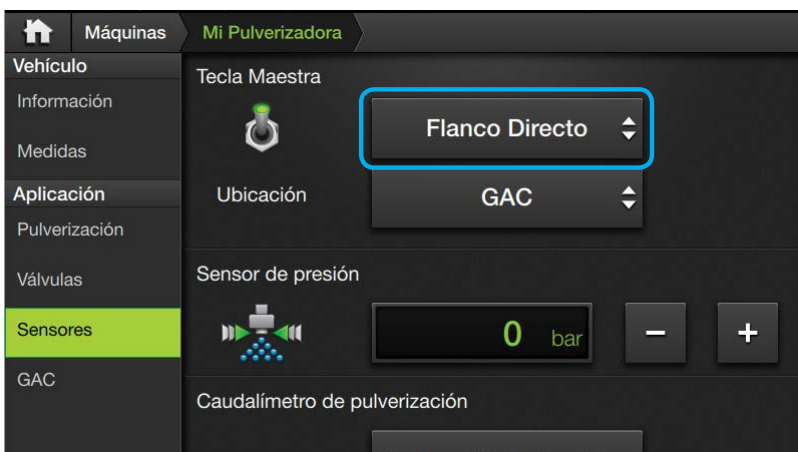 Máquinas
Mi Pulverizadora
Vehículo
Información
Medidas
Aplicación
Pulverización
Válvulas
Sensores
GAC
Tecla Maestra
Flanco Directo
Ubicación
GAC
Sensor de presión
0 bar
−
+
Caudalímetro de pulverización